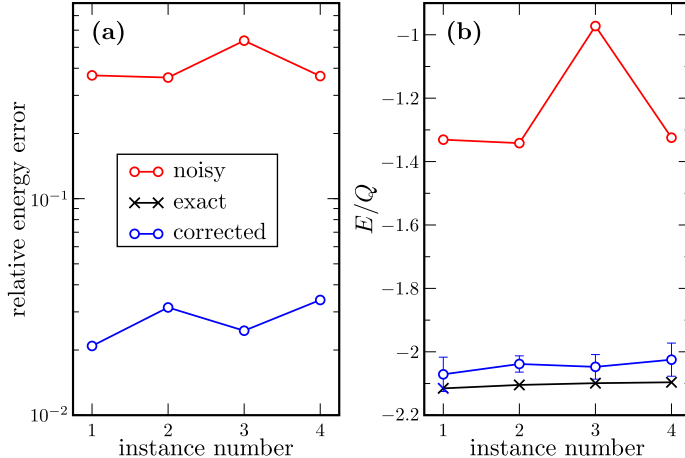 (a)
relative energy error
10⁻¹
10⁻²
noisy
exact
corrected
1 2 3 4
instance number
(b)
E/Q
−1
−1.2
−1.4
−1.6
−1.8
−2
−2.2
1 2 3 4
instance number